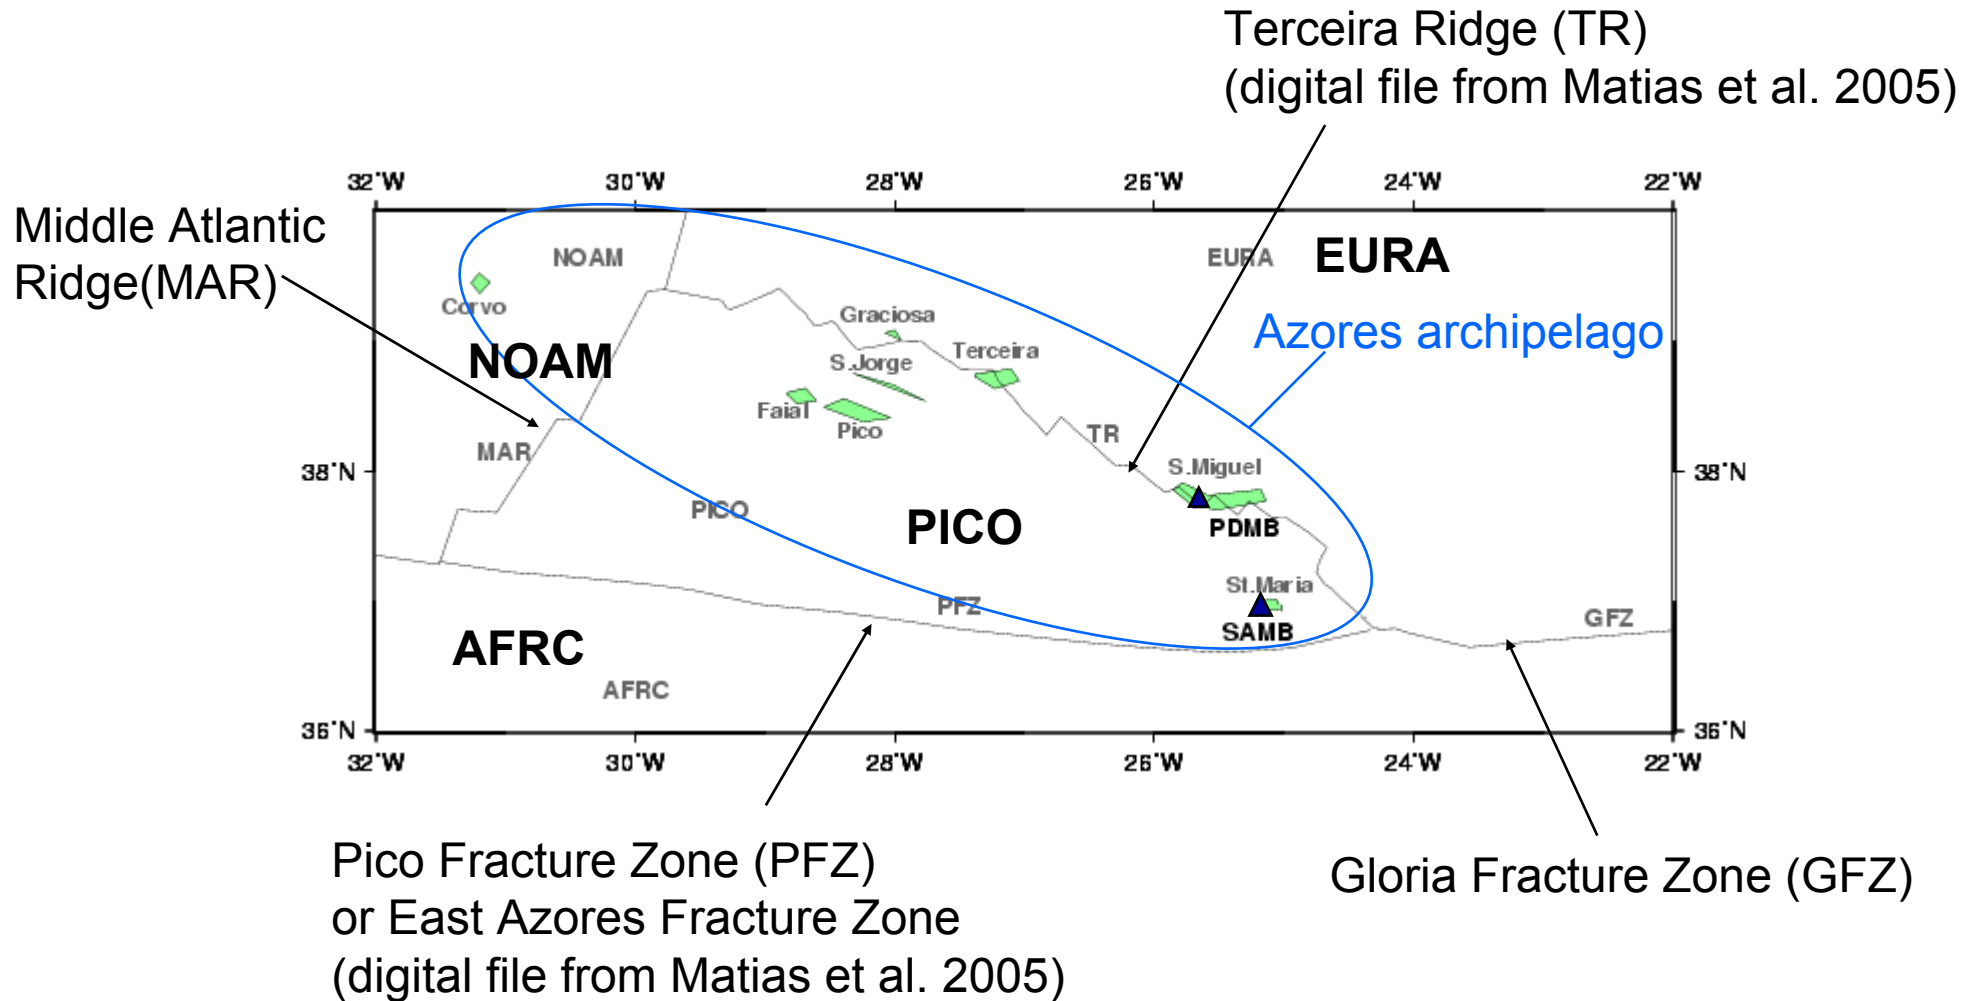 Terceira Ridge (TR)
(digital file from Matias et al. 2005)
32°W 30°W 28°W 26°W 24°W 22°W
Middle Atlantic
Ridge(MAR)
NOAM
EURA
EURA
Corvo
Graciosa
Azores archipelago
NOAM
S.Jorge
Terceira
Faial
Pico
TR
MAR
38°N
S.Miguel
38°N
PICO
PICO
PDMB
St.Maria
PFZ
GFZ
SAMB
AFRC
AFRC
36°N
36°N
32°W 30°W 28°W 26°W 24°W 22°W
Pico Fracture Zone (PFZ)
or East Azores Fracture Zone
(digital file from Matias et al. 2005)
Gloria Fracture Zone (GFZ)